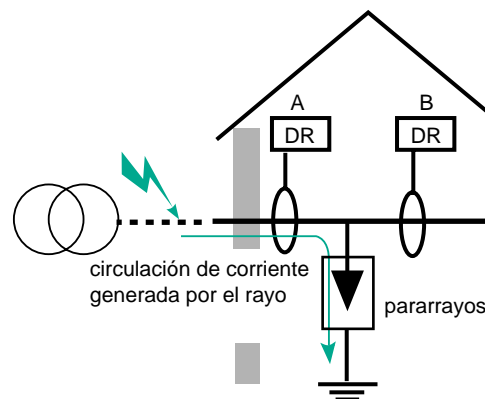 A
B
DR
DR
circulación de corriente
generada por el rayo
pararrayos